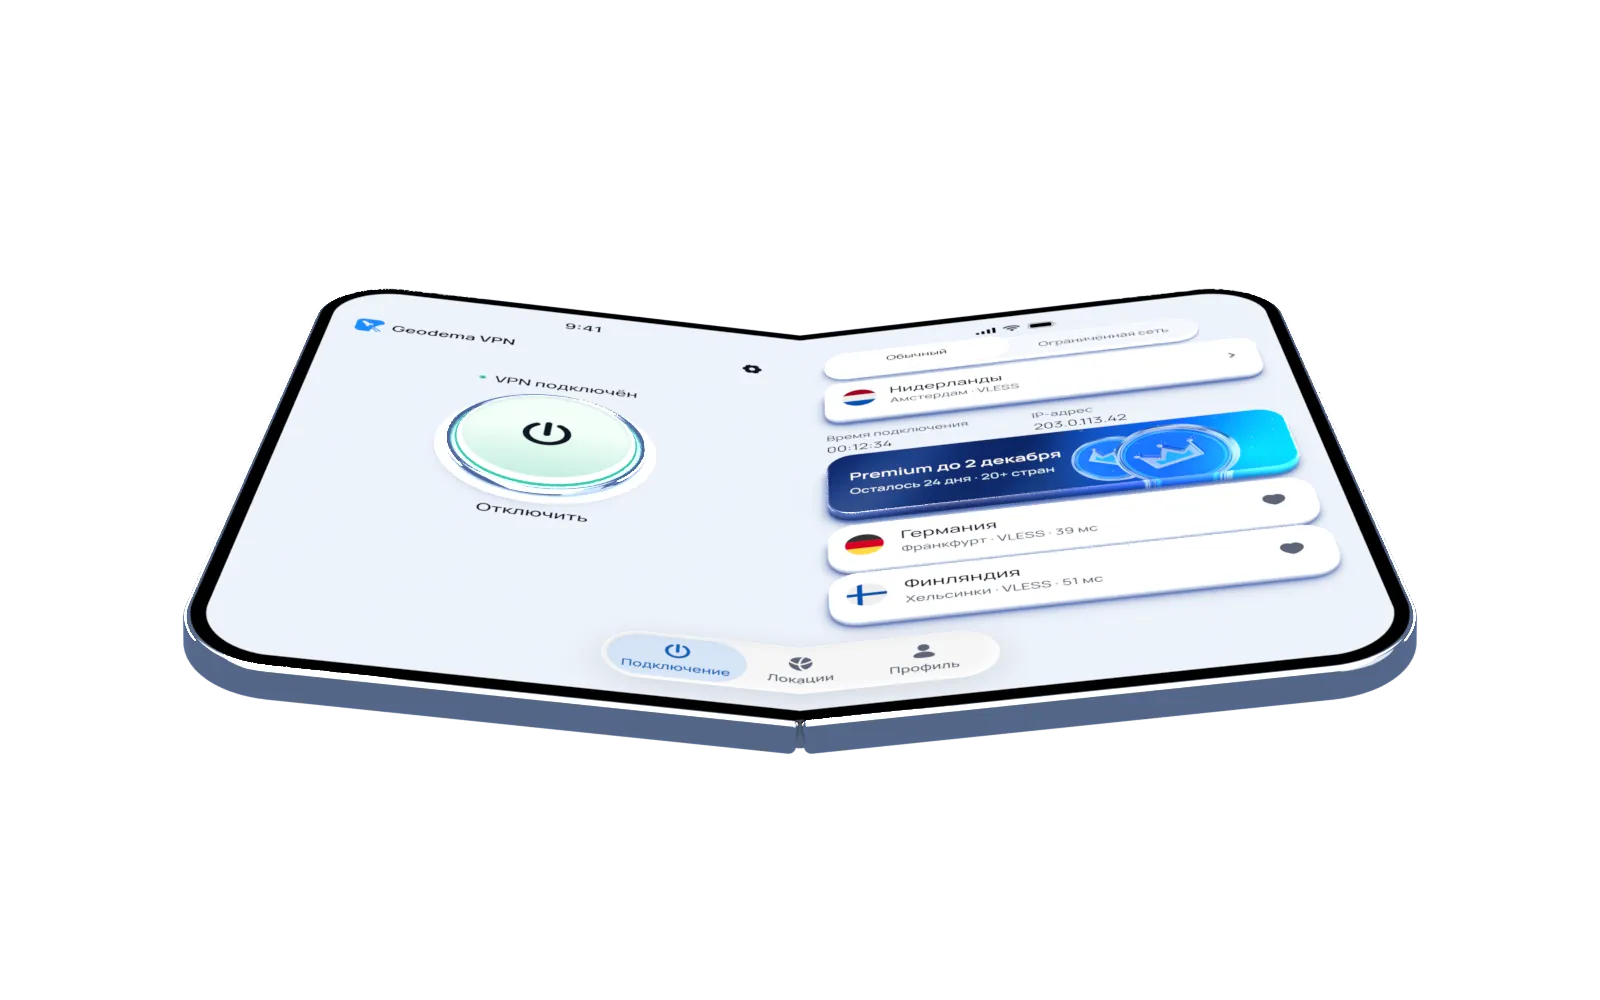 Geodema VPN
9:41
VPN подключён
Отключить
Обычный
Ограниченная сеть
Нидерланды
Амстердам · VLESS
Время подключения
00:12:34
IP-адрес
203.0.113.42
Premium до 2 декабря
Осталось 24 дня · 20+ стран
Германия
Франкфурт · VLESS · 39 мс
Финляндия
Хельсинки · VLESS · 51 мс
Подключение
Локации
Профиль